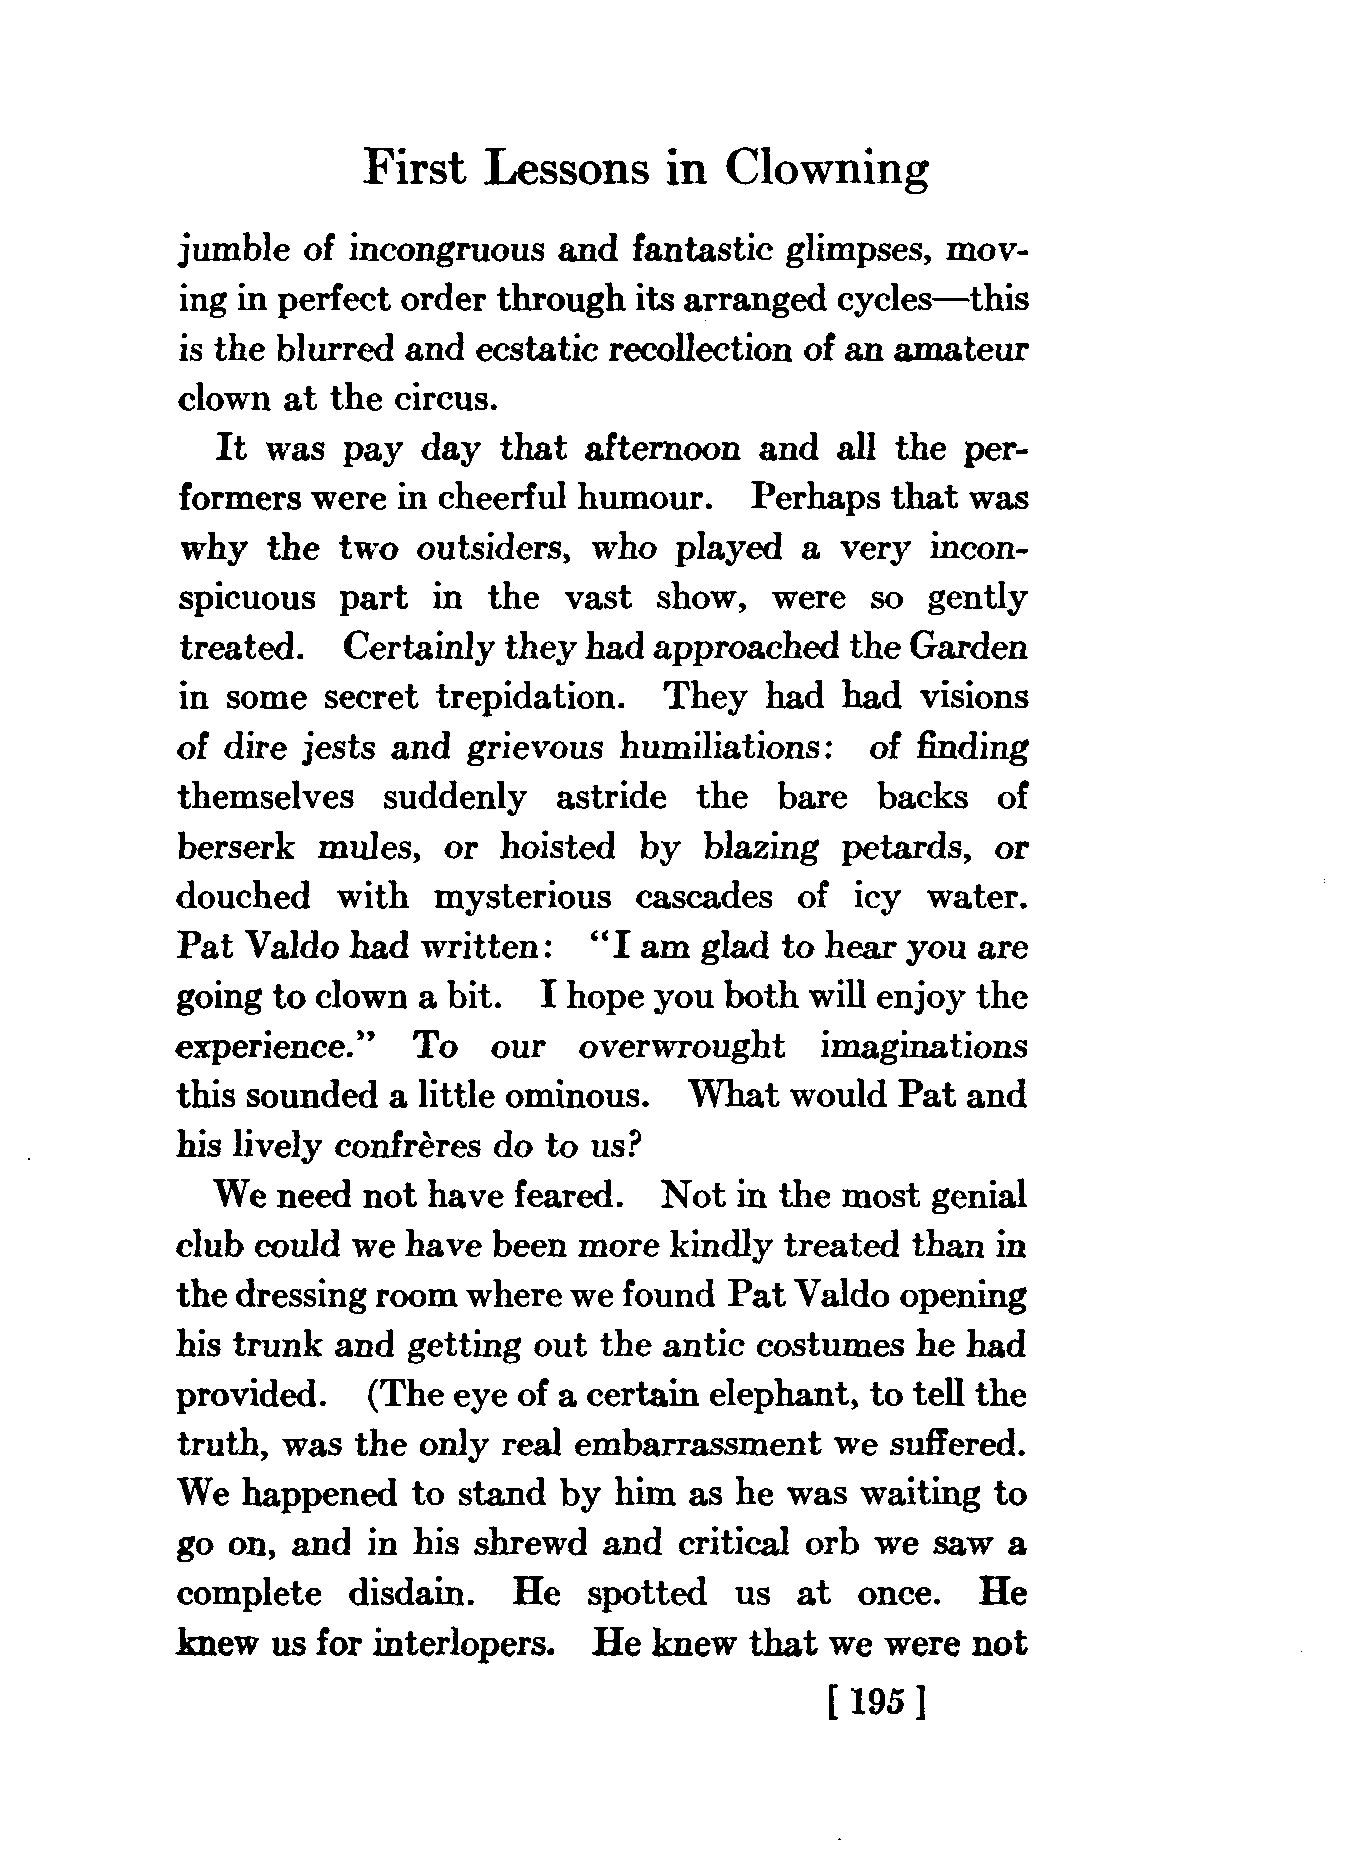 First Lessons in Clowning
jumble of incongruous and fantastic glimpses, mov-
ing in perfect order through its arranged cycles—this
is the blurred and ecstatic recollection of an amateur
clown at the circus.
It was pay day that afternoon and all the per-
formers were in cheerful humour. Perhaps that was
why the two outsiders, who played a very incon-
spicuous part in the vast show, were so gently
treated. Certainly they had approached the Garden
in some secret trepidation. They had had visions
of dire jests and grievous humiliations: of finding
themselves suddenly astride the bare backs of
berserk mules, or hoisted by blazing petards, or
douched with mysterious cascades of icy water.
Pat Valdo had written: “I am glad to hear you are
going to clown a bit. I hope you both will enjoy the
experience.” To our overwrought imaginations
this sounded a little ominous. What would Pat and
his lively confrères do to us?
We need not have feared. Not in the most genial
club could we have been more kindly treated than in
the dressing room where we found Pat Valdo opening
his trunk and getting out the antic costumes he had
provided. (The eye of a certain elephant, to tell the
truth, was the only real embarrassment we suffered.
We happened to stand by him as he was waiting to
go on, and in his shrewd and critical orb we saw a
complete disdain. He spotted us at once. He
knew us for interlopers. He knew that we were not
[ 195 ]